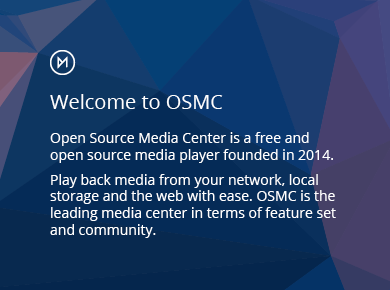 Welcome to OSMC
Open Source Media Center is a free and
open source media player founded in 2014.
Play back media from your network, local
storage and the web with ease. OSMC is the
leading media center in terms of feature set
and community.